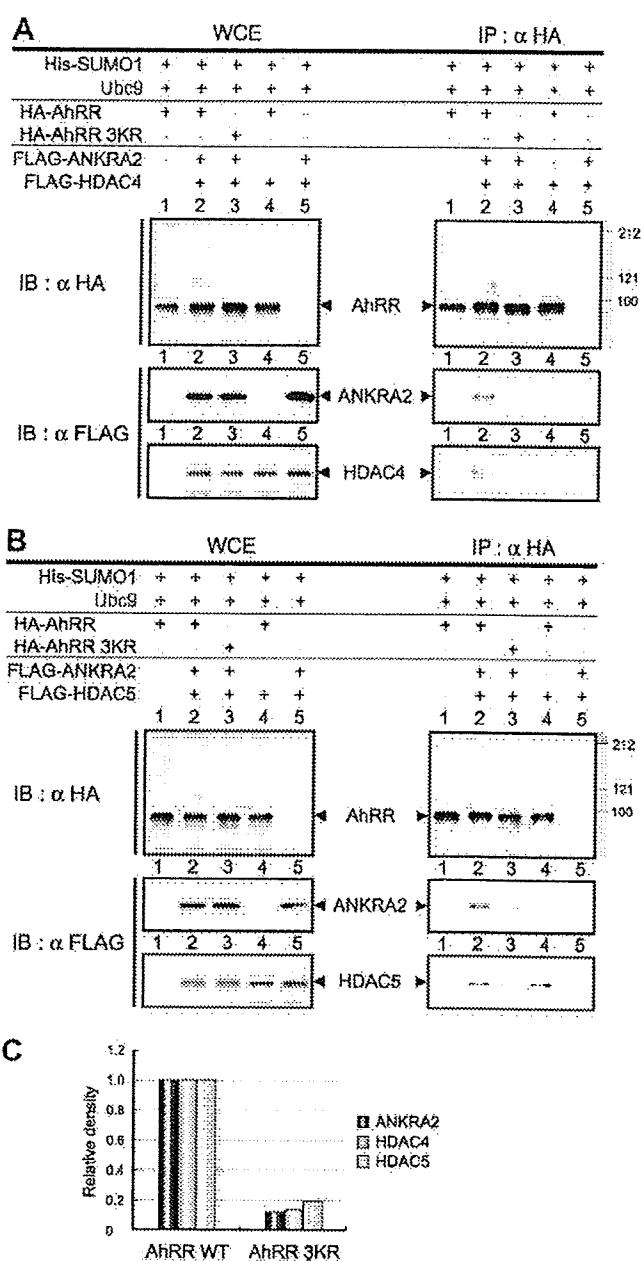 A
WCE IP : α HA
His-SUMO1 + + + + + + + + + +
Ubc9 + + + + + + + + + +
HA-AhRR + + . + . + + . + .
HA-AhRR 3KR . . + . . . . + . .
FLAG-ANKRA2 . + + . + . + + . +
FLAG-HDAC4 . + + + + . + + + +
1 2 3 4 5 1 2 3 4 5
IB : α HA
AhRR
212
121
100
1 2 3 4 5 1 2 3 4 5
ANKRA2
IB : α FLAG
1 2 3 4 5 1 2 3 4 5
HDAC4
B
WCE IP : α HA
His-SUMO1 + + + + + + + + + +
Ubc9 + + + + + + + + + +
HA-AhRR + + . + . + + . + .
HA-AhRR 3KR . . + . . . . + . .
FLAG-ANKRA2 . + + . + . + + . +
FLAG-HDAC5 . + + + + . + + + +
1 2 3 4 5 1 2 3 4 5
IB : α HA
AhRR
212
121
100
1 2 3 4 5 1 2 3 4 5
ANKRA2
IB : α FLAG
1 2 3 4 5 1 2 3 4 5
HDAC5
C
Relative density
1.2
1.0
0.8
0.6
0.4
0.2
0
ANKRA2
HDAC4
HDAC5
AhRR WT AhRR 3KR